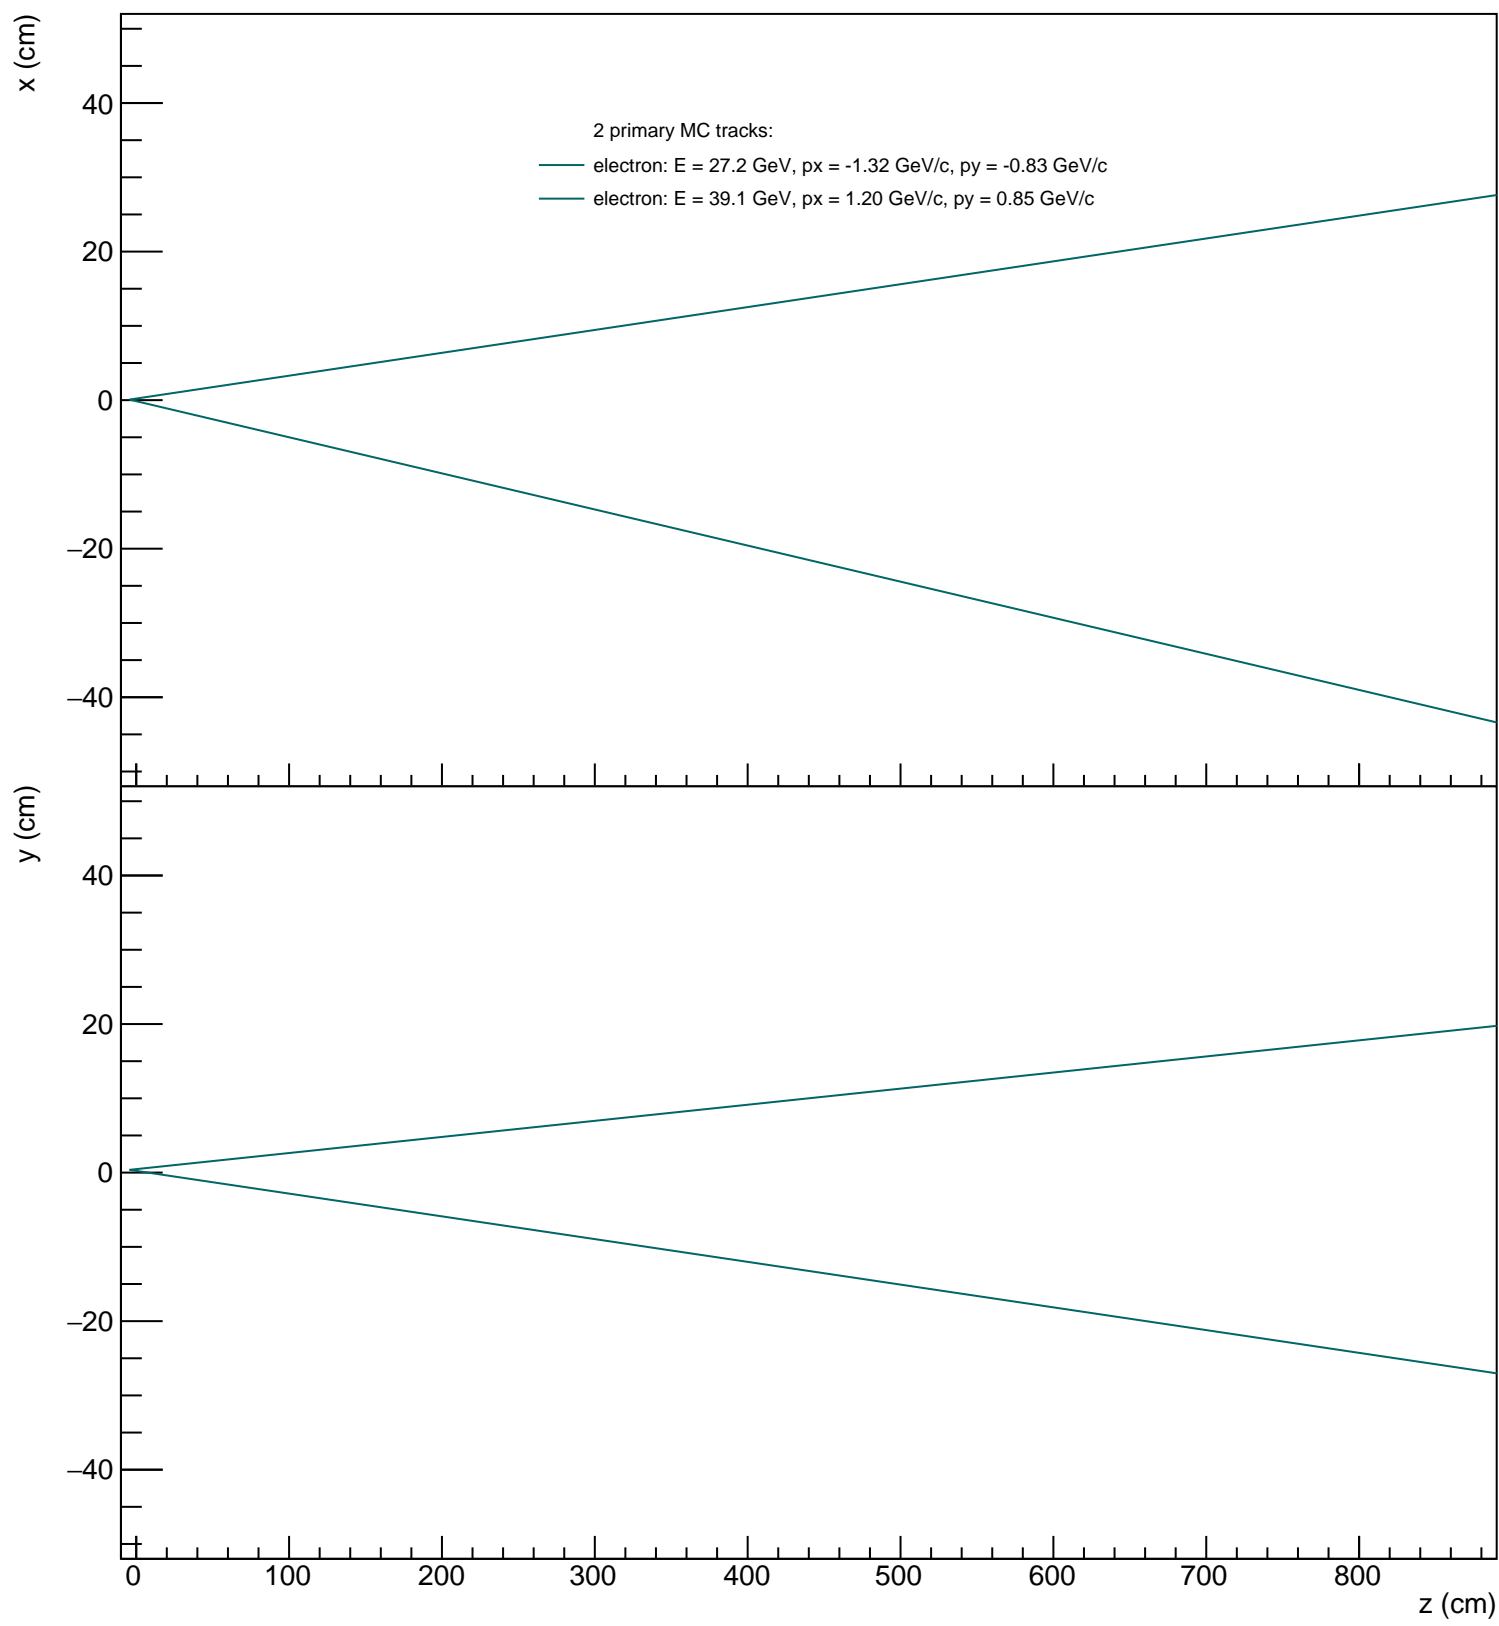 x (cm)
40
2 primary MC tracks:
electron: E = 27.2 GeV, px = -1.32 GeV/c, py = -0.83 GeV/c
electron: E = 39.1 GeV, px = 1.20 GeV/c, py = 0.85 GeV/c
20
0
−20
−40
y (cm)
40
20
0
−20
−40
0 100 200 300 400 500 600 700 800
z (cm)